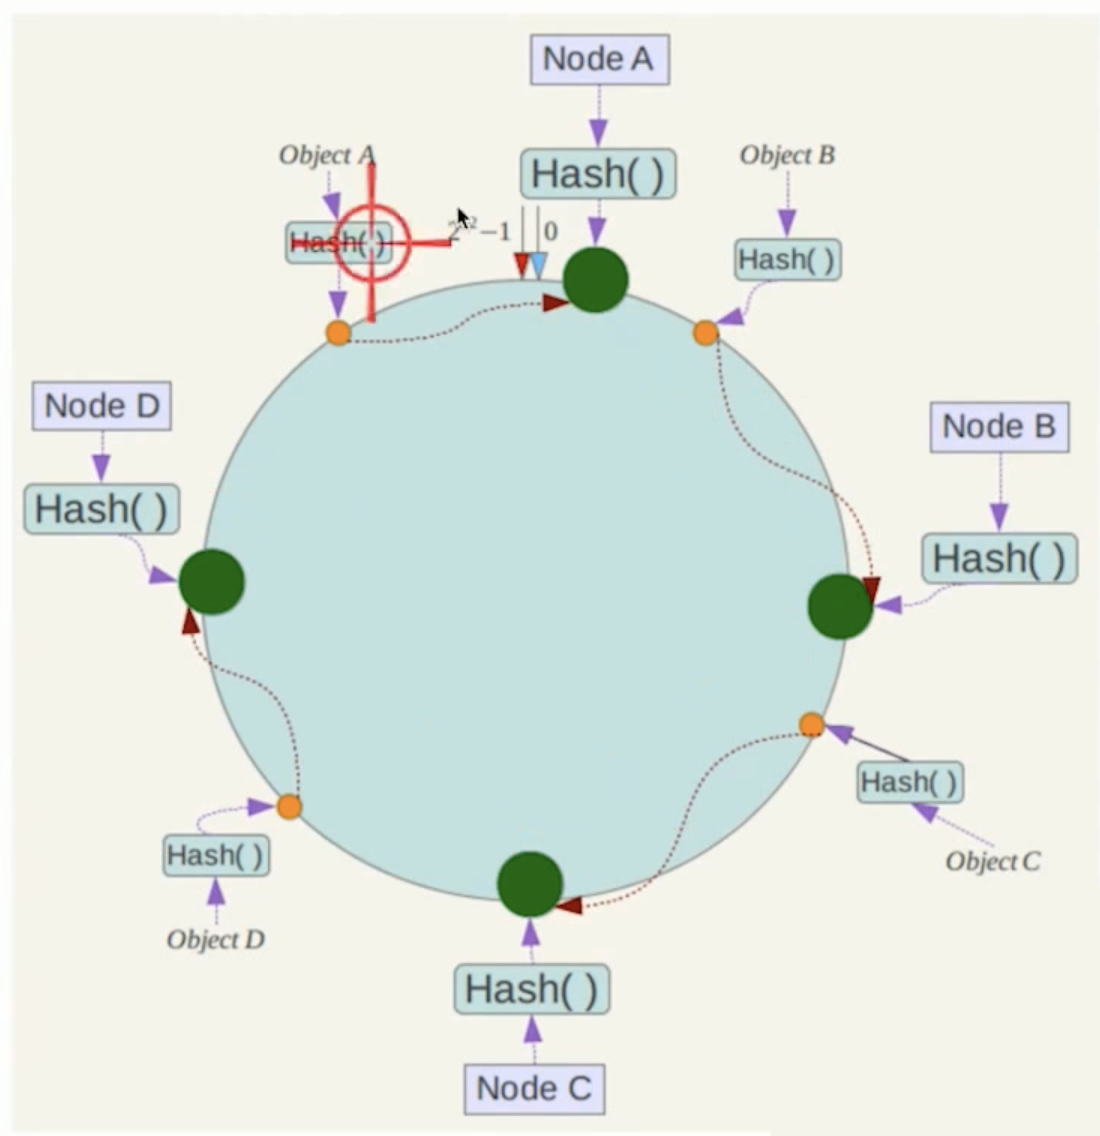 Node A
Object A
Hash( )
Object B
Hash( )
Hash( )
–1
0
Node D
Node B
Hash( )
Hash( )
Hash( )
Object C
Hash( )
Object D
Hash( )
Node C